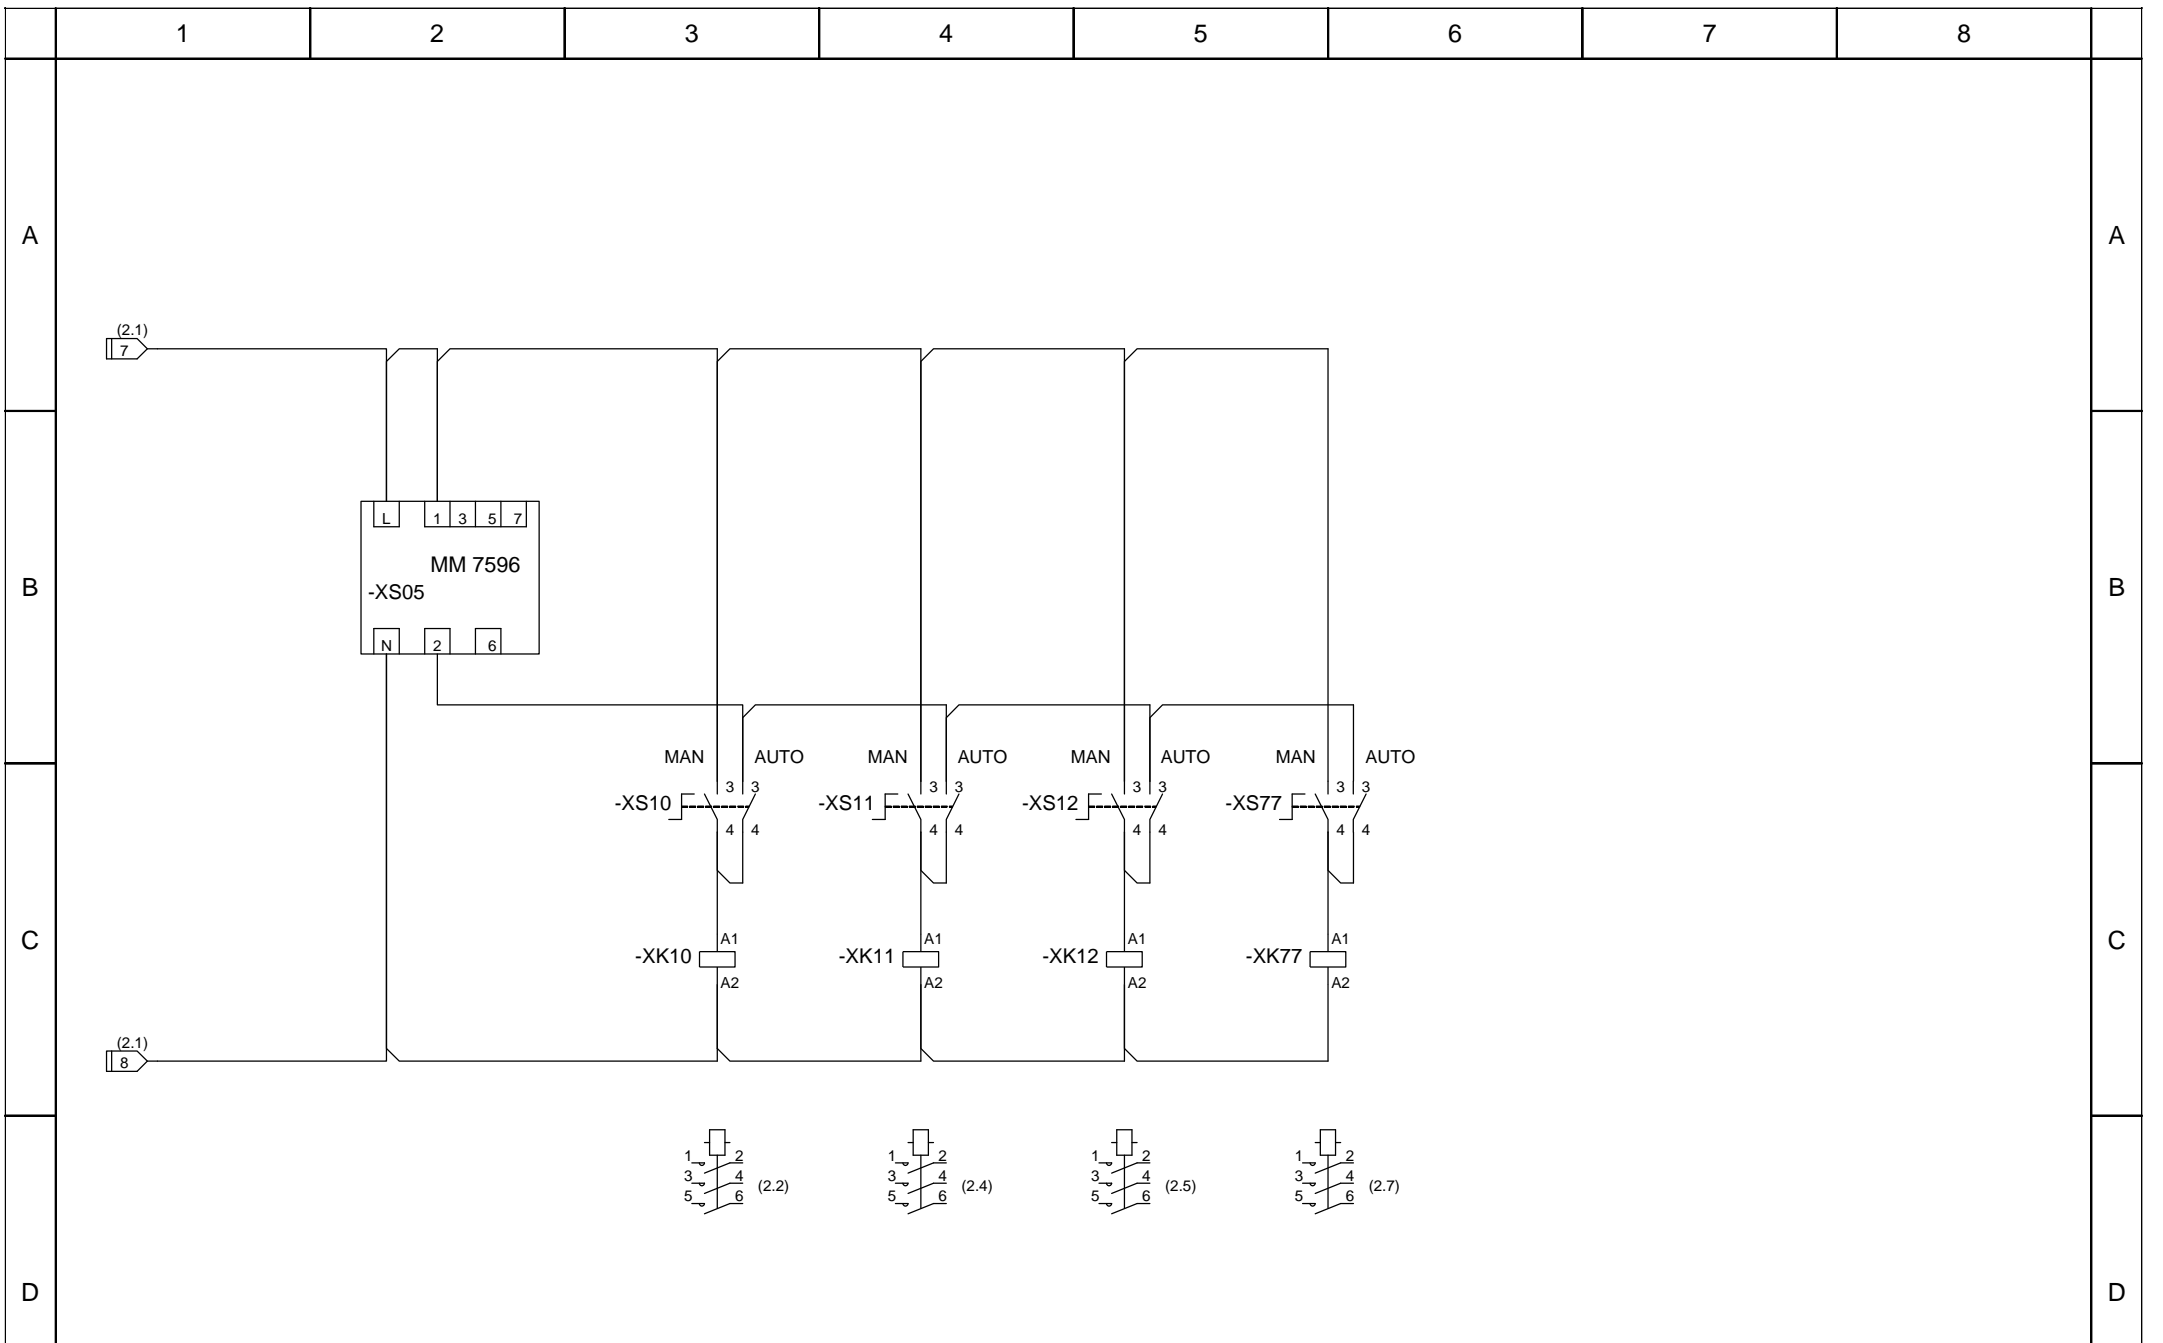 1 2 3 4 5 6 7 8
A A
(2.1)
7
B B
L 1 3 5 7
MM 7596
-XS05
N 2 6
MAN AUTO MAN AUTO MAN AUTO MAN AUTO
3 3 3 3 3 3 3 3
-XS10 -XS11 -XS12 -XS77
4 4 4 4 4 4 4 4
C C
A1 A1 A1 A1
-XK10 -XK11 -XK12 -XK77
A2 A2 A2 A2
(2.1)
8
1 2 1 2 1 2 1 2
3 4 3 4 3 4 3 4
5 6 (2.2) 5 6 (2.4) 5 6 (2.5) 5 6 (2.7)
D D